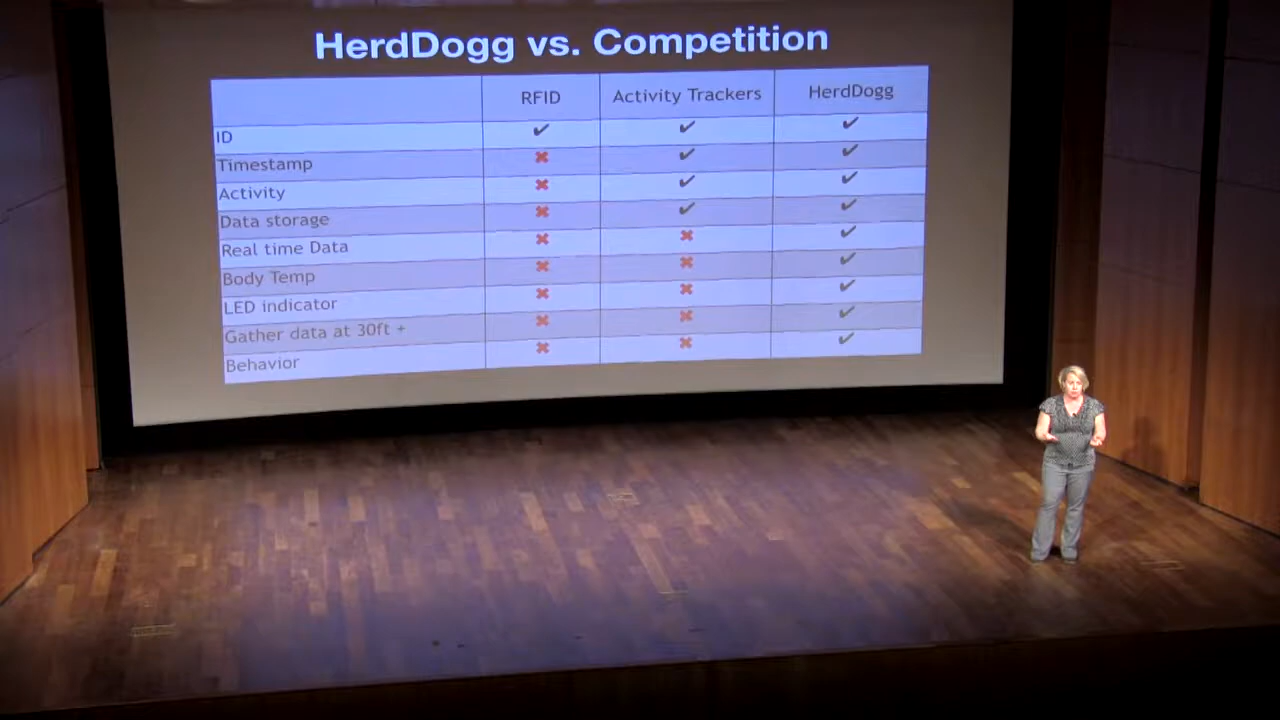 HerdDogg vs. Competition
RFID Activity Trackers HerdDogg
ID ✔ ✔ ✔
Timestamp ✖ ✔ ✔
Activity ✖ ✔ ✔
Data storage ✖ ✔ ✔
Real time Data ✖ ✖ ✔
Body Temp ✖ ✖ ✔
LED indicator ✖ ✖ ✔
Gather data at 30ft + ✖ ✖ ✔
Behavior ✖ ✖ ✔